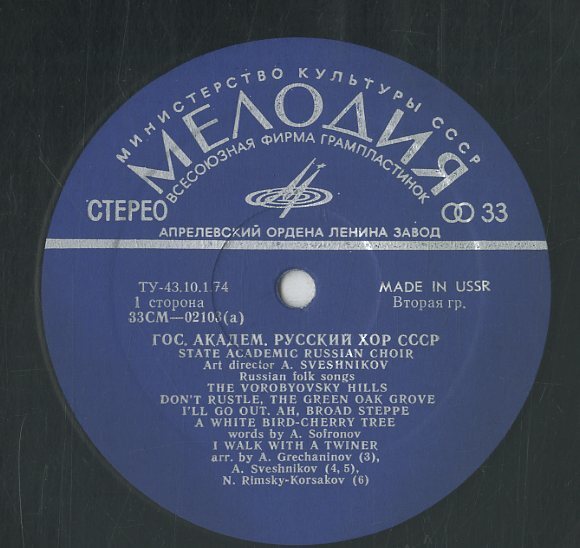 МИНИСТЕРСТВО КУЛЬТУРЫ СССР
МЕЛОДИЯ
ВСЕСОЮЗНАЯ ФИРМА ГРАМПЛАСТИНОК
СТЕРЕО 33
АПРЕЛЕВСКИЙ ОРДЕНА ЛЕНИНА ЗАВОД
ТУ-43.10.1.74 MADE IN USSR
1 сторона Вторая гр.
33СМ—02103(а)
ГОС. АКАДЕМ. РУССКИЙ ХОР СССР
STATE ACADEMIC RUSSIAN CHOIR
Art director A. SVESHNIKOV
Russian folk songs
THE VOROBYOVSKY HILLS
DON'T RUSTLE, THE GREEN OAK GROVE
I'LL GO OUT. AH, BROAD STEPPE
A WHITE BIRD-CHERRY TREE
words by A. Sofronov
I WALK WITH A TWINER
arr. by A. Grechaninov (3),
A. Sveshnikov (4, 5),
N. Rimsky-Korsakov (6)